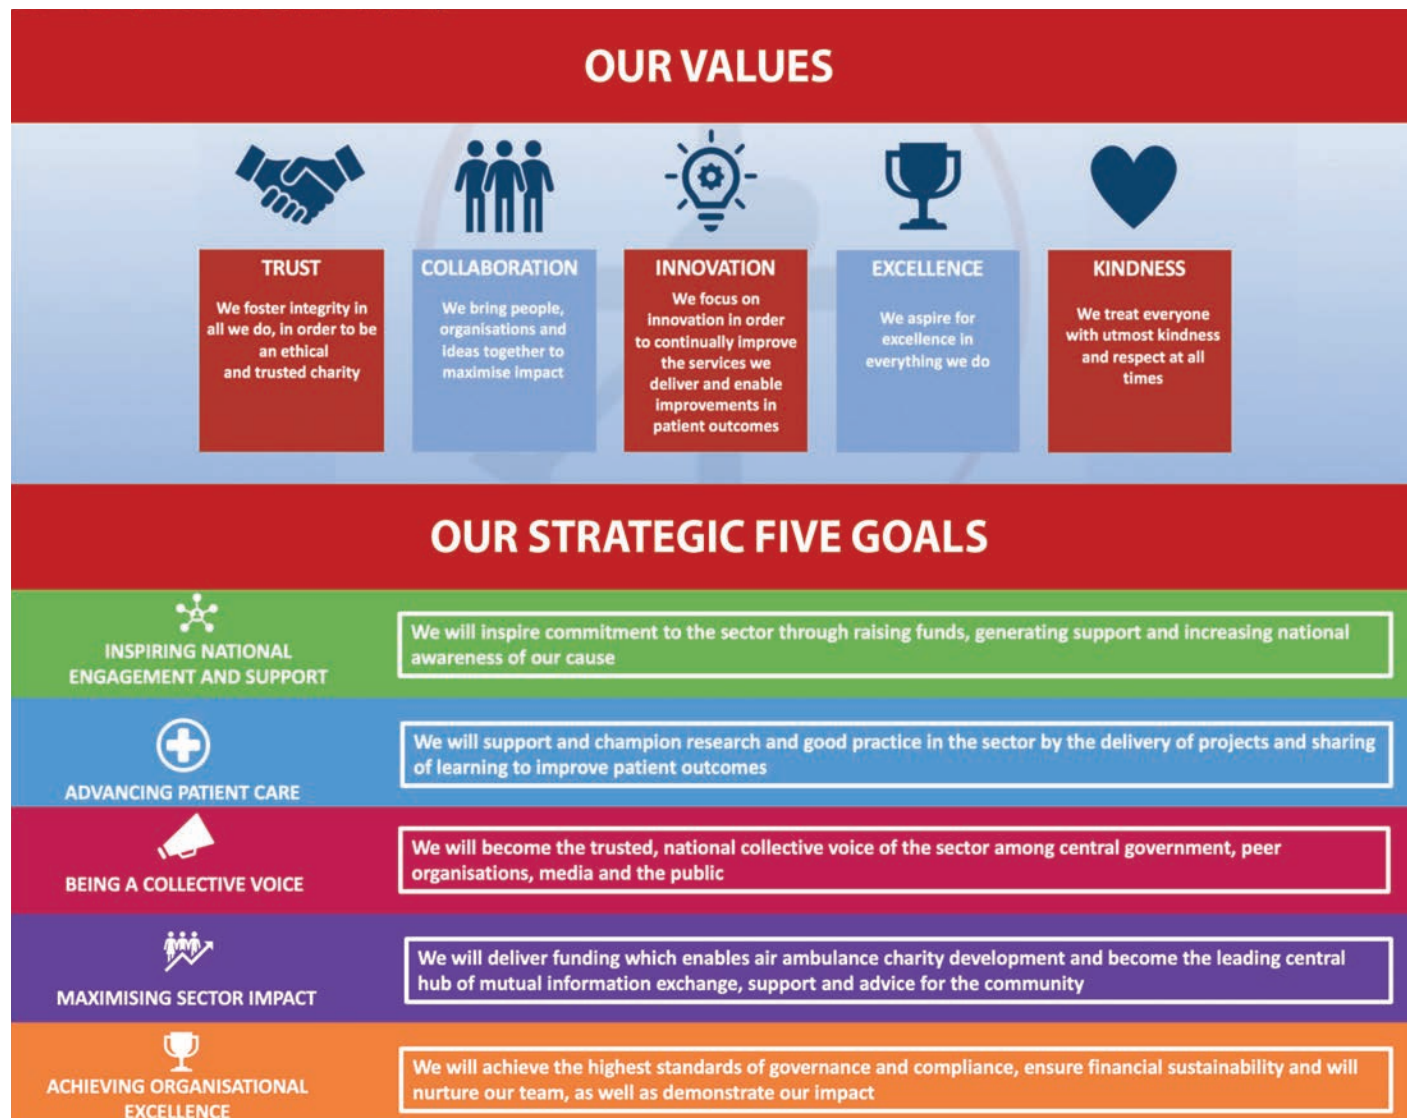 OUR VALUES
TRUST
We foster integrity in
all we do, in order to be
an ethical
and trusted charity
COLLABORATION
We bring people,
organisations and
ideas together to
maximise impact
INNOVATION
We focus on
innovation in order
to continually improve
the services we
deliver and enable
improvements in
patient outcomes
EXCELLENCE
We aspire for
excellence in
everything we do
KINDNESS
We treat everyone
with utmost kindness
and respect at all
times
OUR STRATEGIC FIVE GOALS
INSPIRING NATIONAL
ENGAGEMENT AND SUPPORT
We will inspire commitment to the sector through raising funds, generating support and increasing national
awareness of our cause
ADVANCING PATIENT CARE
We will support and champion research and good practice in the sector by the delivery of projects and sharing
of learning to improve patient outcomes
BEING A COLLECTIVE VOICE
We will become the trusted, national collective voice of the sector among central government, peer
organisations, media and the public
MAXIMISING SECTOR IMPACT
We will deliver funding which enables air ambulance charity development and become the leading central
hub of mutual information exchange, support and advice for the community
ACHIEVING ORGANISATIONAL
EXCELLENCE
We will achieve the highest standards of governance and compliance, ensure financial sustainability and will
nurture our team, as well as demonstrate our impact